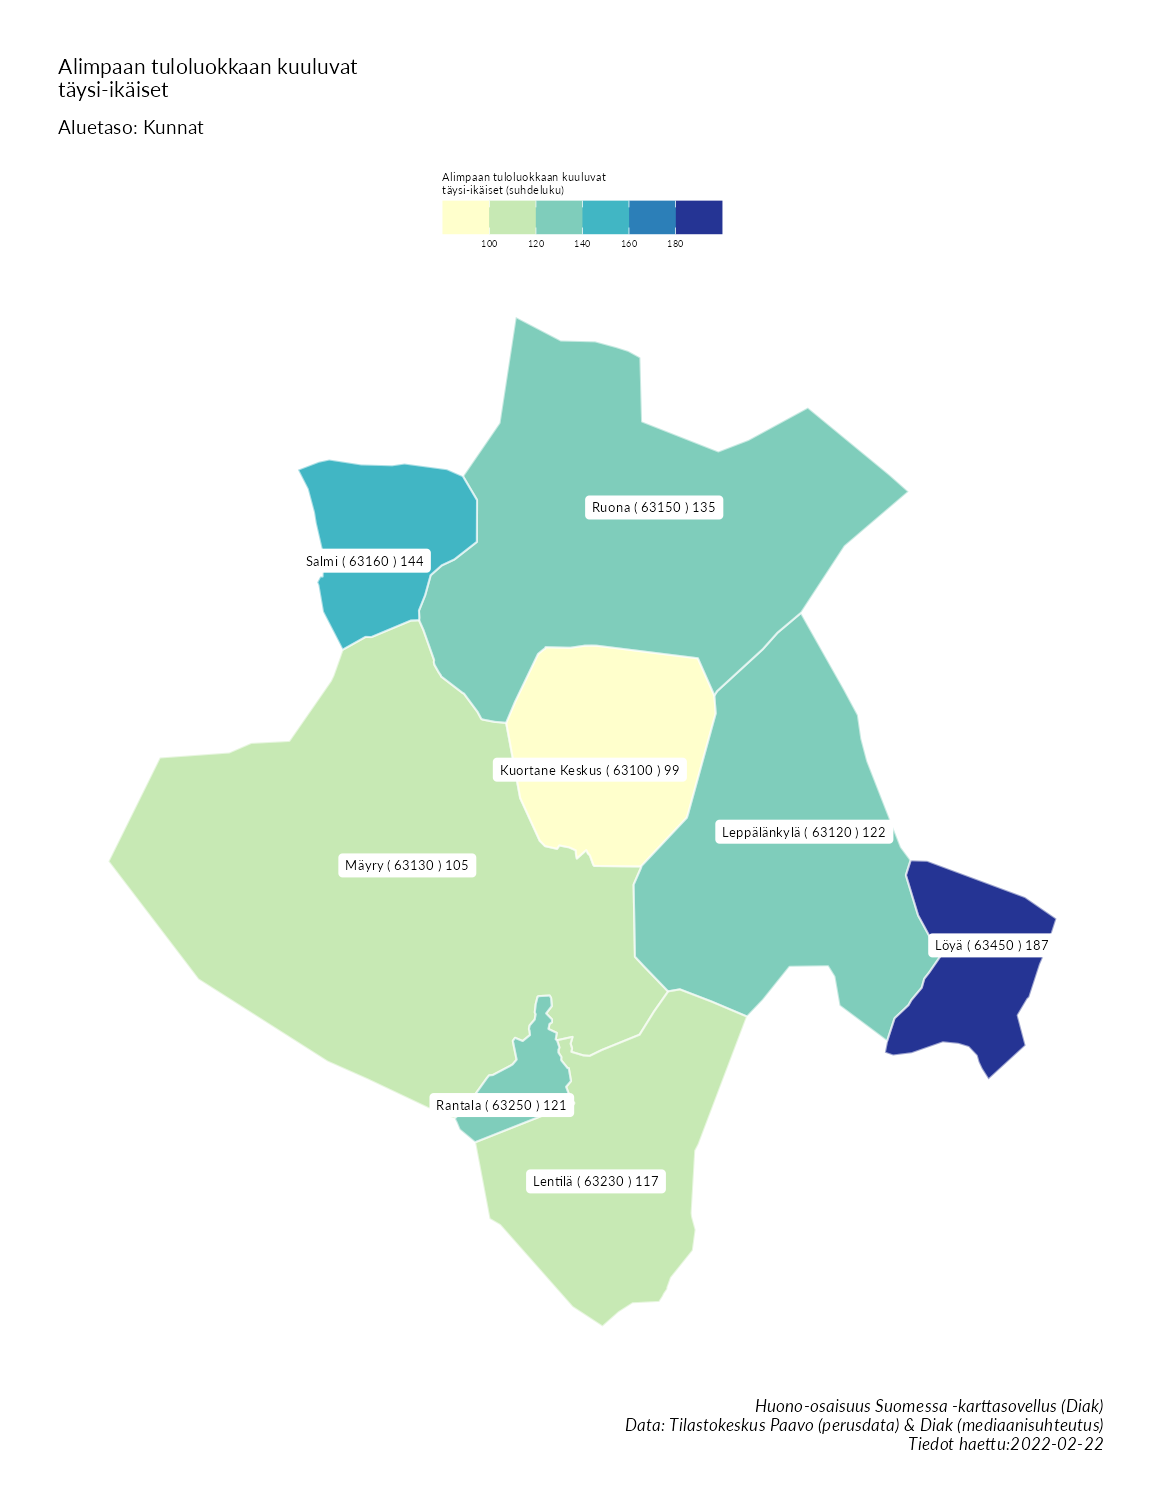 Alimpaan tuloluokkaan kuuluvat
täysi-ikäiset
Aluetaso: Kunnat
Alimpaan tuloluokkaan kuuluvat
täysi-ikäiset (suhdeluku)
100 120 140 160 180
Ruona ( 63150 ) 135
Salmi ( 63160 ) 144
Kuortane Keskus ( 63100 ) 99
Leppälänkylä ( 63120 ) 122
Mäyry ( 63130 ) 105
Löyä ( 63450 ) 187
Rantala ( 63250 ) 121
Lentilä ( 63230 ) 117
Huono-osaisuus Suomessa -karttasovellus (Diak)
Data: Tilastokeskus Paavo (perusdata) & Diak (mediaanisuhteutus)
Tiedot haettu:2022-02-22